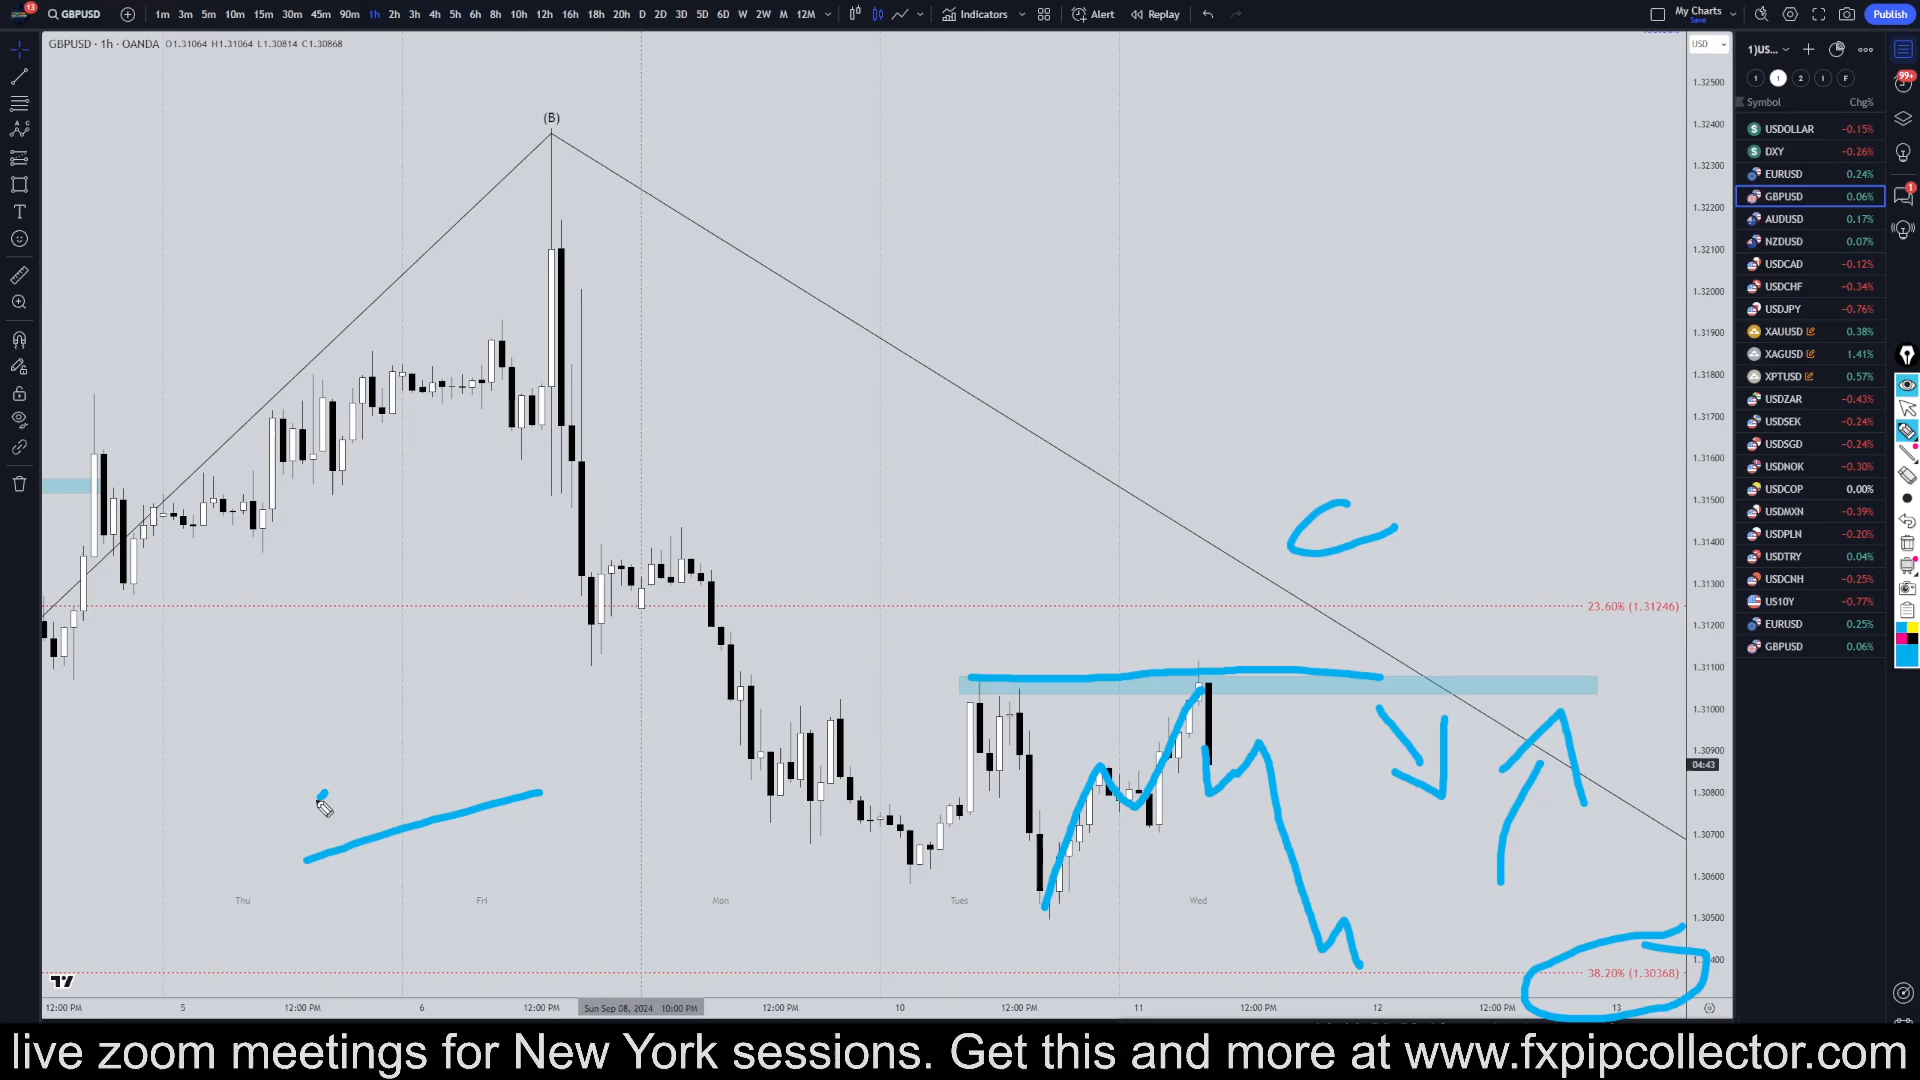 13
GBPUSD
1m 3m 5m 10m 15m 30m 45m 90m 1h 2h 3h 4h 5h 6h 8h 10h 12h 16h 18h 20h D 2D 3D 5D 6D W 2W M 12M
Indicators
Alert
Replay
My Charts
Save
Publish
GBPUSD · 1h · OANDA O1.31064 H1.31064 L1.30814 C1.30868
USD
1)US...
99+
1 1 2 I F
Symbol Chg%
USDOLLAR −0.15%
DXY −0.26%
EURUSD 0.24%
GBPUSD 0.06%
AUDUSD 0.17%
NZDUSD 0.07%
USDCAD −0.12%
USDCHF −0.34%
USDJPY −0.76%
XAUUSD 0.38%
XAGUSD 1.41%
XPTUSD 0.57%
USDZAR −0.43%
USDSEK −0.24%
USDSGD −0.24%
USDNOK −0.30%
USDCOP 0.00%
USDMXN −0.39%
USDPLN −0.20%
USDTRY 0.04%
USDCNH −0.25%
US10Y −0.77%
EURUSD 0.25%
GBPUSD 0.06%
1
(B)
C
1.32500
1.32400
1.32300
1.32200
1.32100
1.32000
1.31900
1.31800
1.31700
1.31600
1.31500
1.31400
1.31300
23.60% (1.31246)
1.31200
1.31100
1.31000
1.30900
04:43
1.30800
1.30700
1.30600
1.30500
38.20% (1.30368)
Thu Fri Mon Tues Wed
12:00 PM 5 12:00 PM 6 12:00 PM Sun Sep 08, 2024 10:00 PM 12:00 PM 10 12:00 PM 11 12:00 PM 12 12:00 PM 13
live zoom meetings for New York sessions. Get this and more at www.fxpipcollector.com